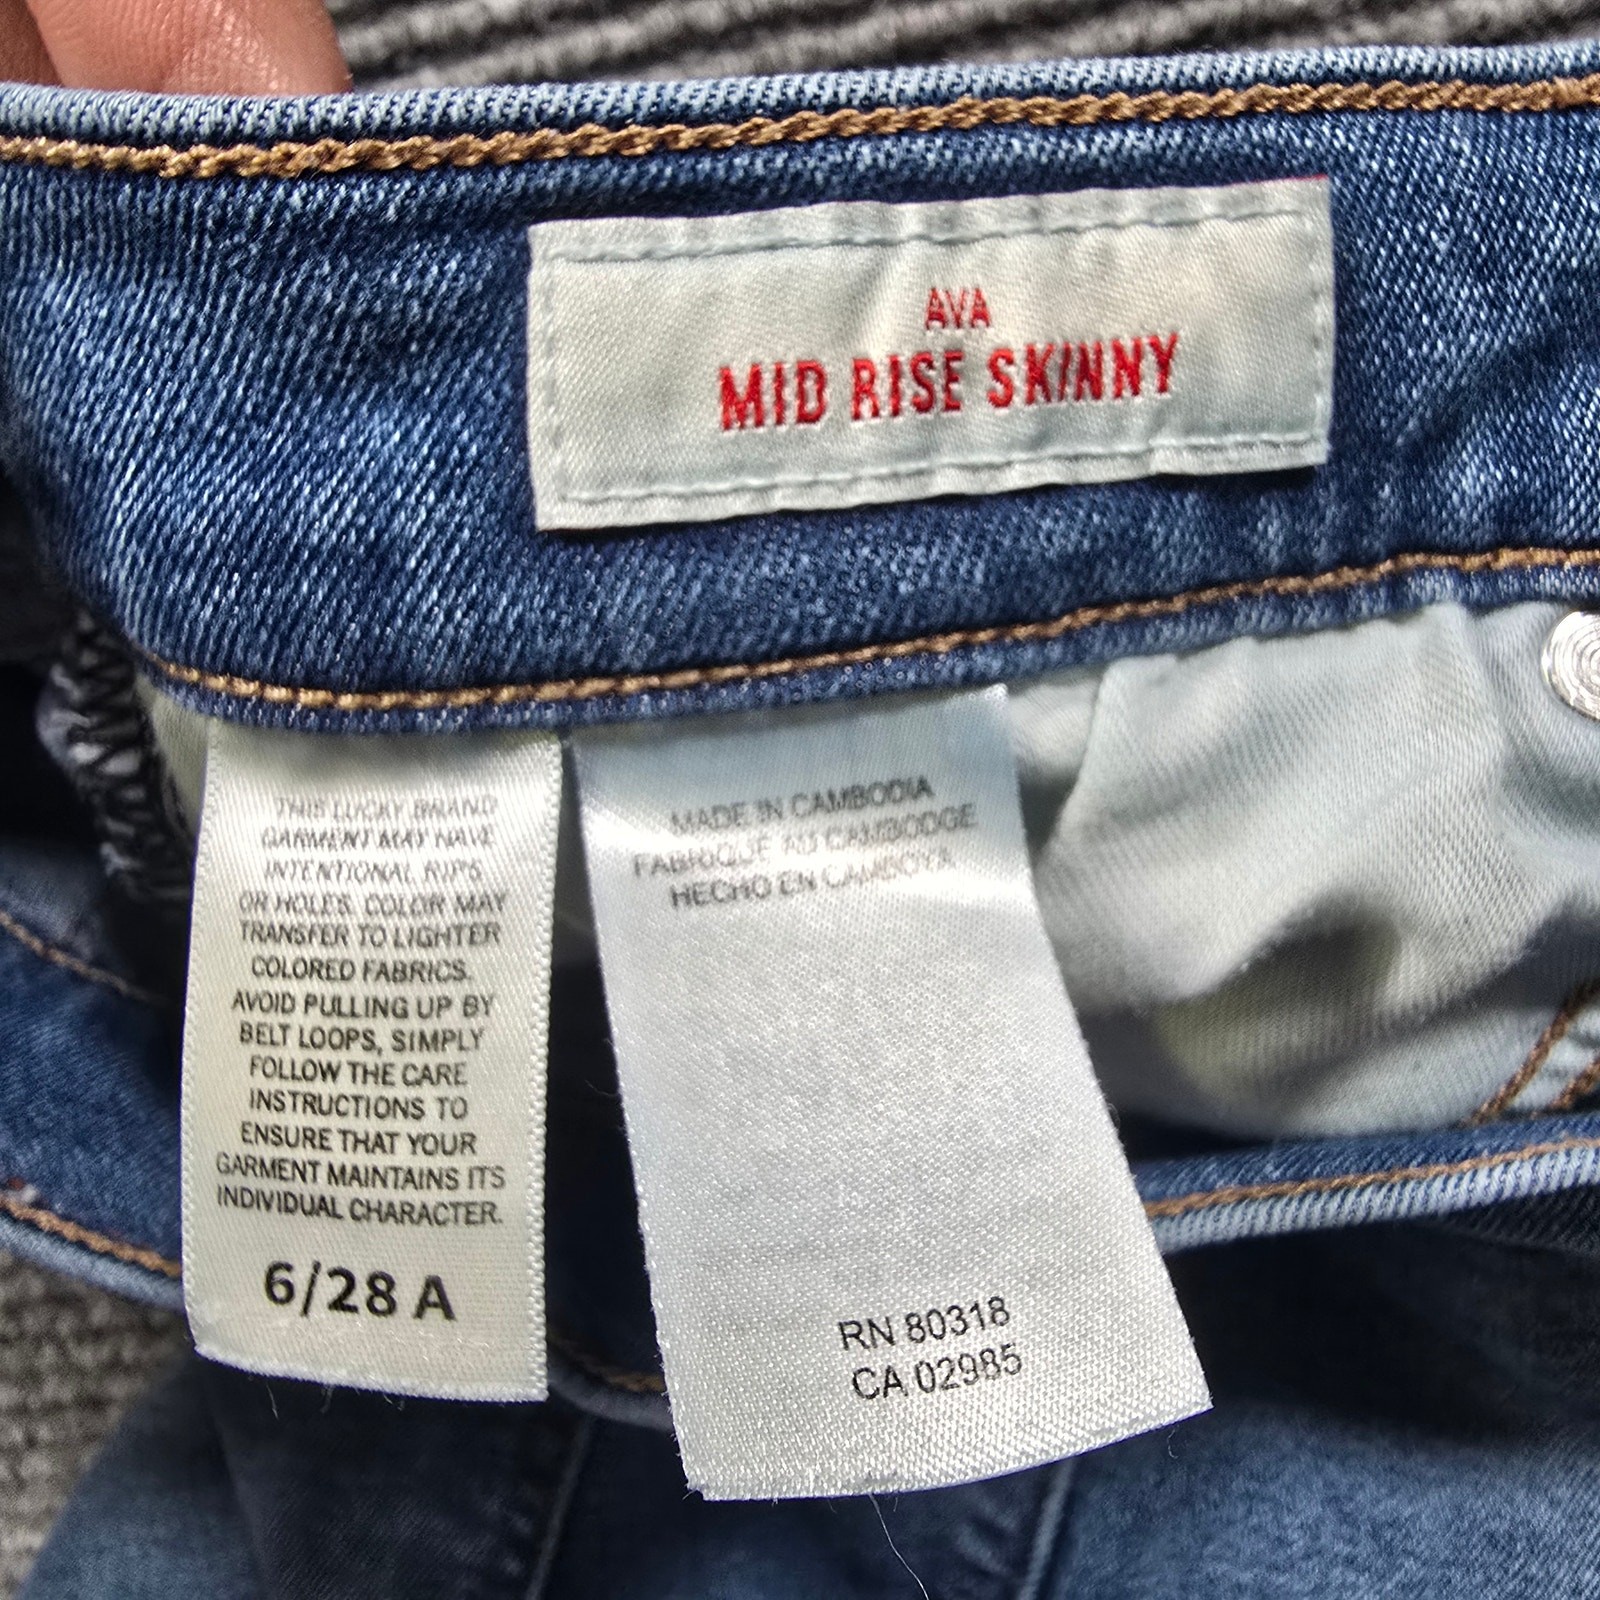 AVA
MID RISE SKINNY
THIS LUCKY BRAND
GARMENT MAY HAVE
INTENTIONAL RIPS
OR HOLES. COLOR MAY
TRANSFER TO LIGHTER
COLORED FABRICS.
AVOID PULLING UP BY
BELT LOOPS, SIMPLY
FOLLOW THE CARE
INSTRUCTIONS TO
ENSURE THAT YOUR
GARMENT MAINTAINS ITS
INDIVIDUAL CHARACTER.
6/28 A
MADE IN CAMBODIA
FABRIQUE AU CAMBODGE
HECHO EN CAMBOYA
RN 80318
CA 02985